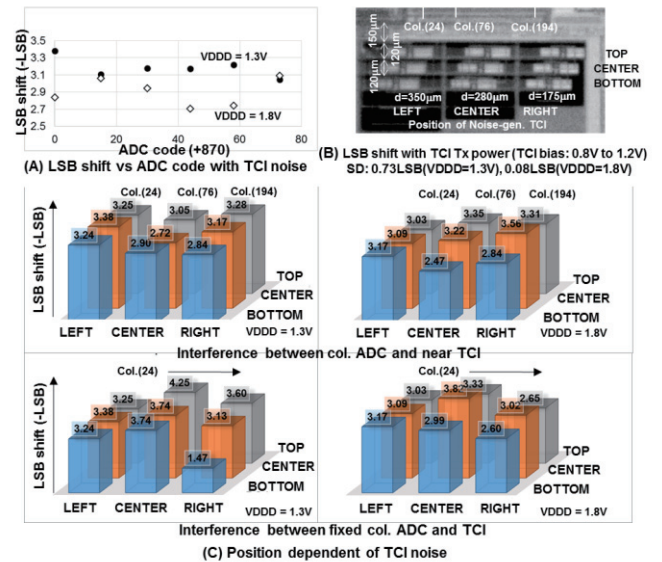 3.5
3.3
3.1
2.9
2.7
2.5
LSB shift (-LSB)
VDDD = 1.3V
VDDD = 1.8V
0 20 40 60 80
ADC code (+870)
(A) LSB shift vs ADC code with TCI noise
Col.(24) Col.(76) Col.(194)
150μm
120μm
120μm
TOP
CENTER
BOTTOM
d=350μm d=280μm d=175μm
LEFT CENTER RIGHT
Position of Noise-gen. TCI
(B) LSB shift with TCI Tx power (TCI bias: 0.8V to 1.2V)
SD: 0.73LSB(VDDD=1.3V), 0.08LSB(VDDD=1.8V)
LSB shift (-LSB)
Col.(24) Col.(76) Col.(194)
3.25 3.05 3.28
3.38 2.72 3.17
3.24 2.90 2.84
TOP
CENTER
BOTTOM
LEFT CENTER RIGHT VDDD = 1.3V
Col.(24) Col.(76) Col.(194)
3.03 3.35 3.31
3.09 3.22 3.56
3.17 2.47 2.84
TOP
CENTER
BOTTOM
LEFT CENTER RIGHT VDDD = 1.8V
Interference between col. ADC and near TCI
LSB shift (-LSB)
Col.(24)
3.25 4.25 3.60
3.38 3.74 3.13
3.24 3.74 1.47
TOP
CENTER
BOTTOM
LEFT CENTER RIGHT VDDD = 1.3V
Col.(24)
3.03 3.33 2.65
3.09 3.02
3.17 2.99 2.60
TOP
CENTER
BOTTOM
LEFT CENTER RIGHT VDDD = 1.8V
Interference between fixed col. ADC and TCI
(C) Position dependent of TCI noise